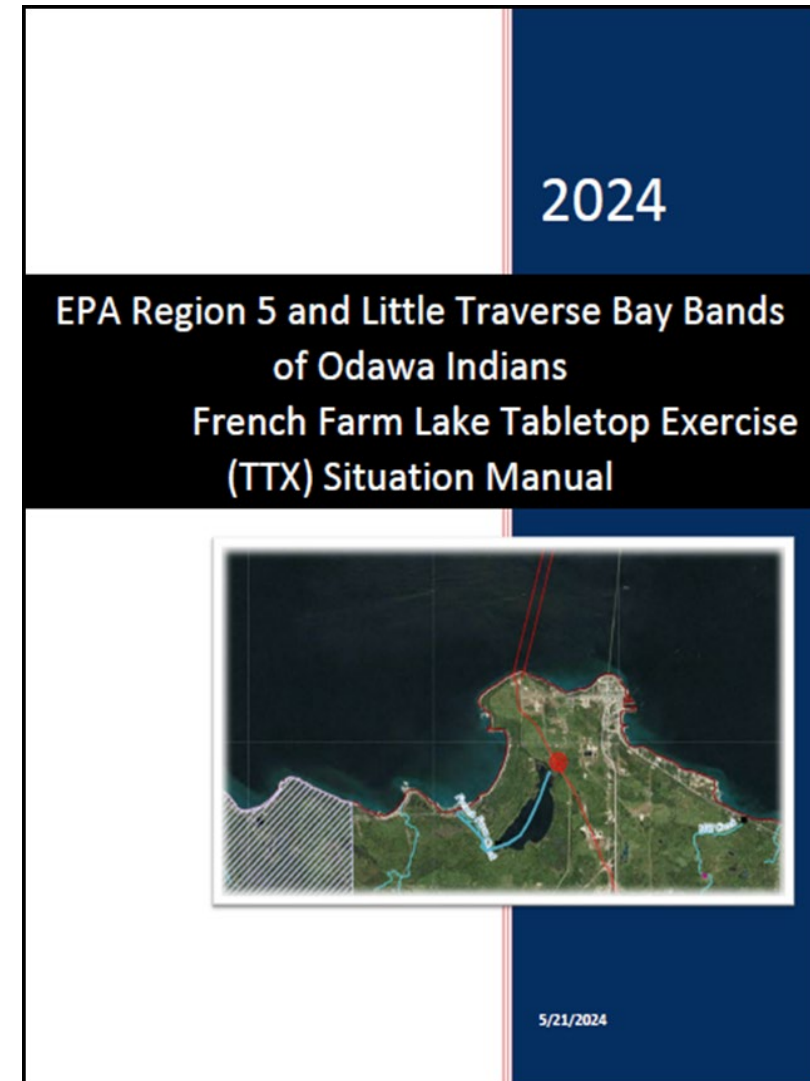 2024
EPA Region 5 and Little Traverse Bay Bands
of Odawa Indians
French Farm Lake Tabletop Exercise
(TTX) Situation Manual
5/21/2024